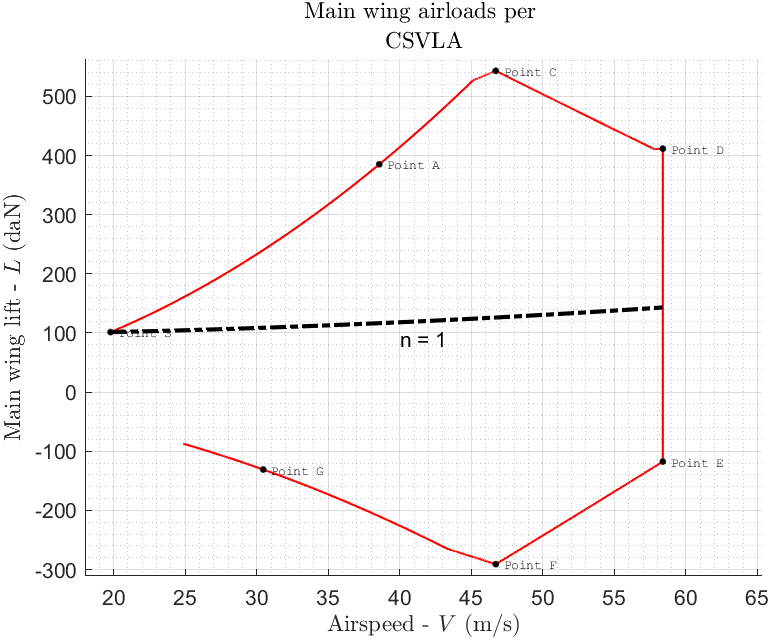 Main wing airloads per
CSVLA
Main wing lift - L (daN)
500
400
300
200
100
0
-100
-200
-300
Point C
Point A
Point D
Point S
n = 1
Point G
Point E
Point F
20 25 30 35 40 45 50 55 60 65
Airspeed - V (m/s)